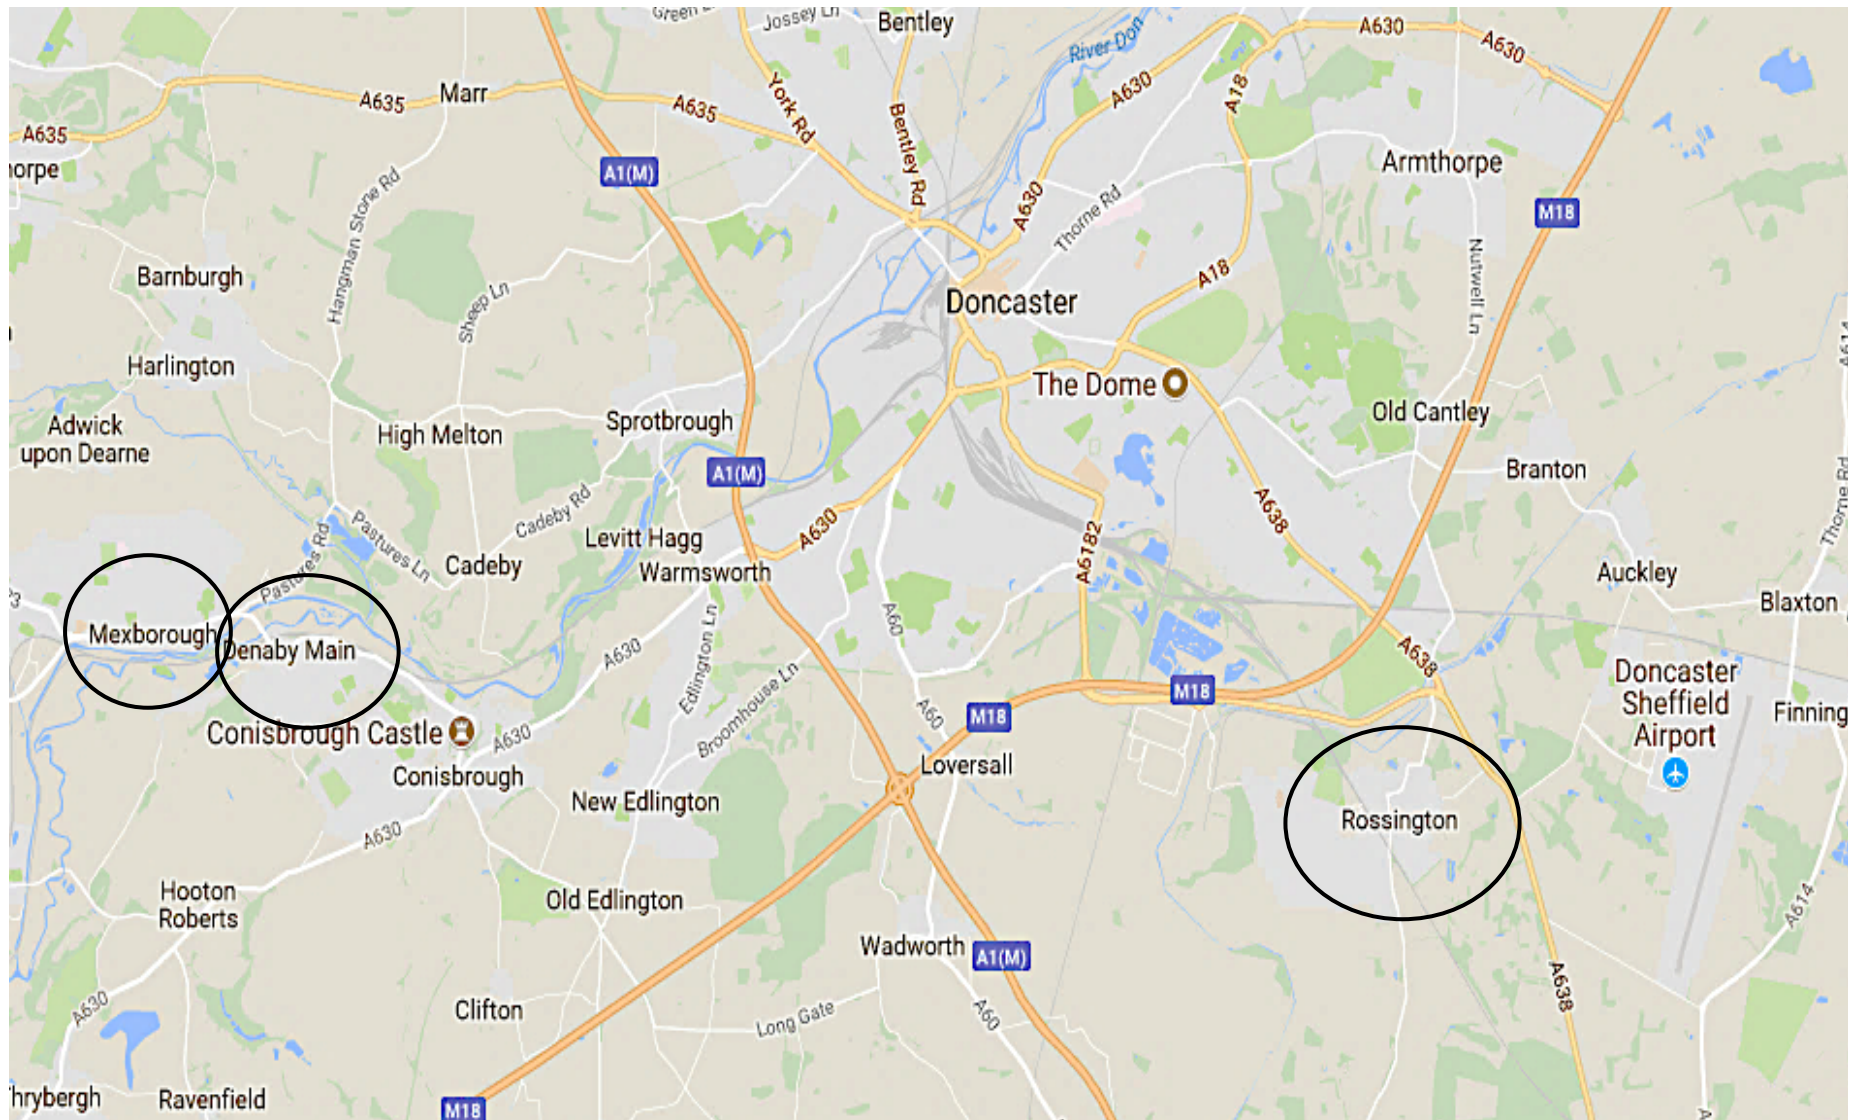 Jossey Ln
Bentley
River Don
A630
A630
Marr
A635
A635
York Rd
Bentley Rd
A630
A18
A635
A1(M)
Armthorpe
Hangman Stone Rd
A630
Thorne Rd
M18
Barnburgh
Sheep Ln
A18
Nutwell Ln
Doncaster
A614
Harlington
The Dome
Adwick
upon Dearne
High Melton
Sprotbrough
Old Cantley
A1(M)
Branton
Thorne Rd
Cadeby Rd
A638
Pastures Rd
Pastures Ln
Levitt Hagg
A630
Cadeby
Warmsworth
A6182
Auckley
Blaxton
Mexborough
Denaby Main
A630
Edlington Ln
A60
A638
Doncaster
Sheffield
Airport
Broomhouse Ln
A60
M18
M18
Finning
Conisbrough Castle
A630
Conisbrough
Loversall
New Edlington
Rossington
A630
Hooton
Roberts
Old Edlington
A614
Wadworth
A1(M)
A638
A630
Clifton
Long Gate
A60
hrybergh
Ravenfield
M18